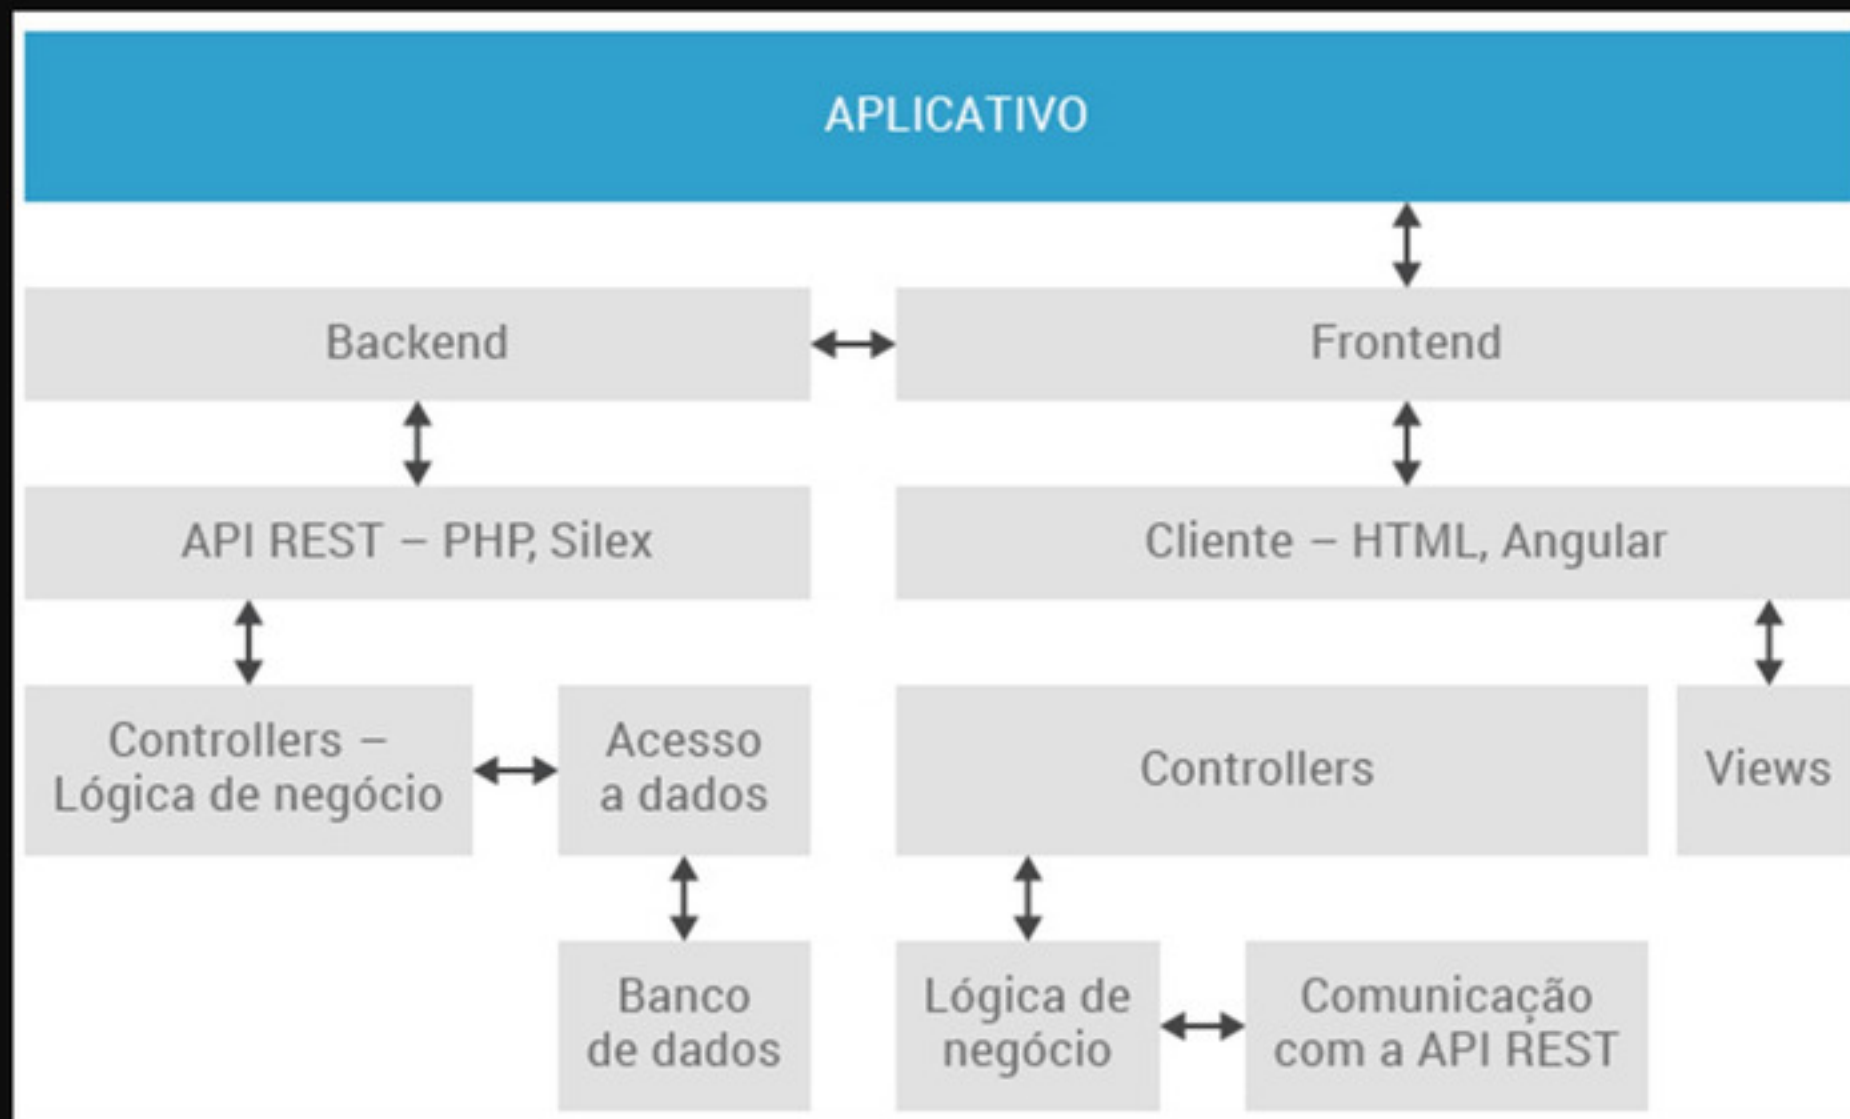 APLICATIVO
Backend
Frontend
API REST – PHP, Silex
Cliente – HTML, Angular
Controllers –
Lógica de negócio
Acesso
a dados
Controllers
Views
Banco
de dados
Lógica de
negócio
Comunicação
com a API REST